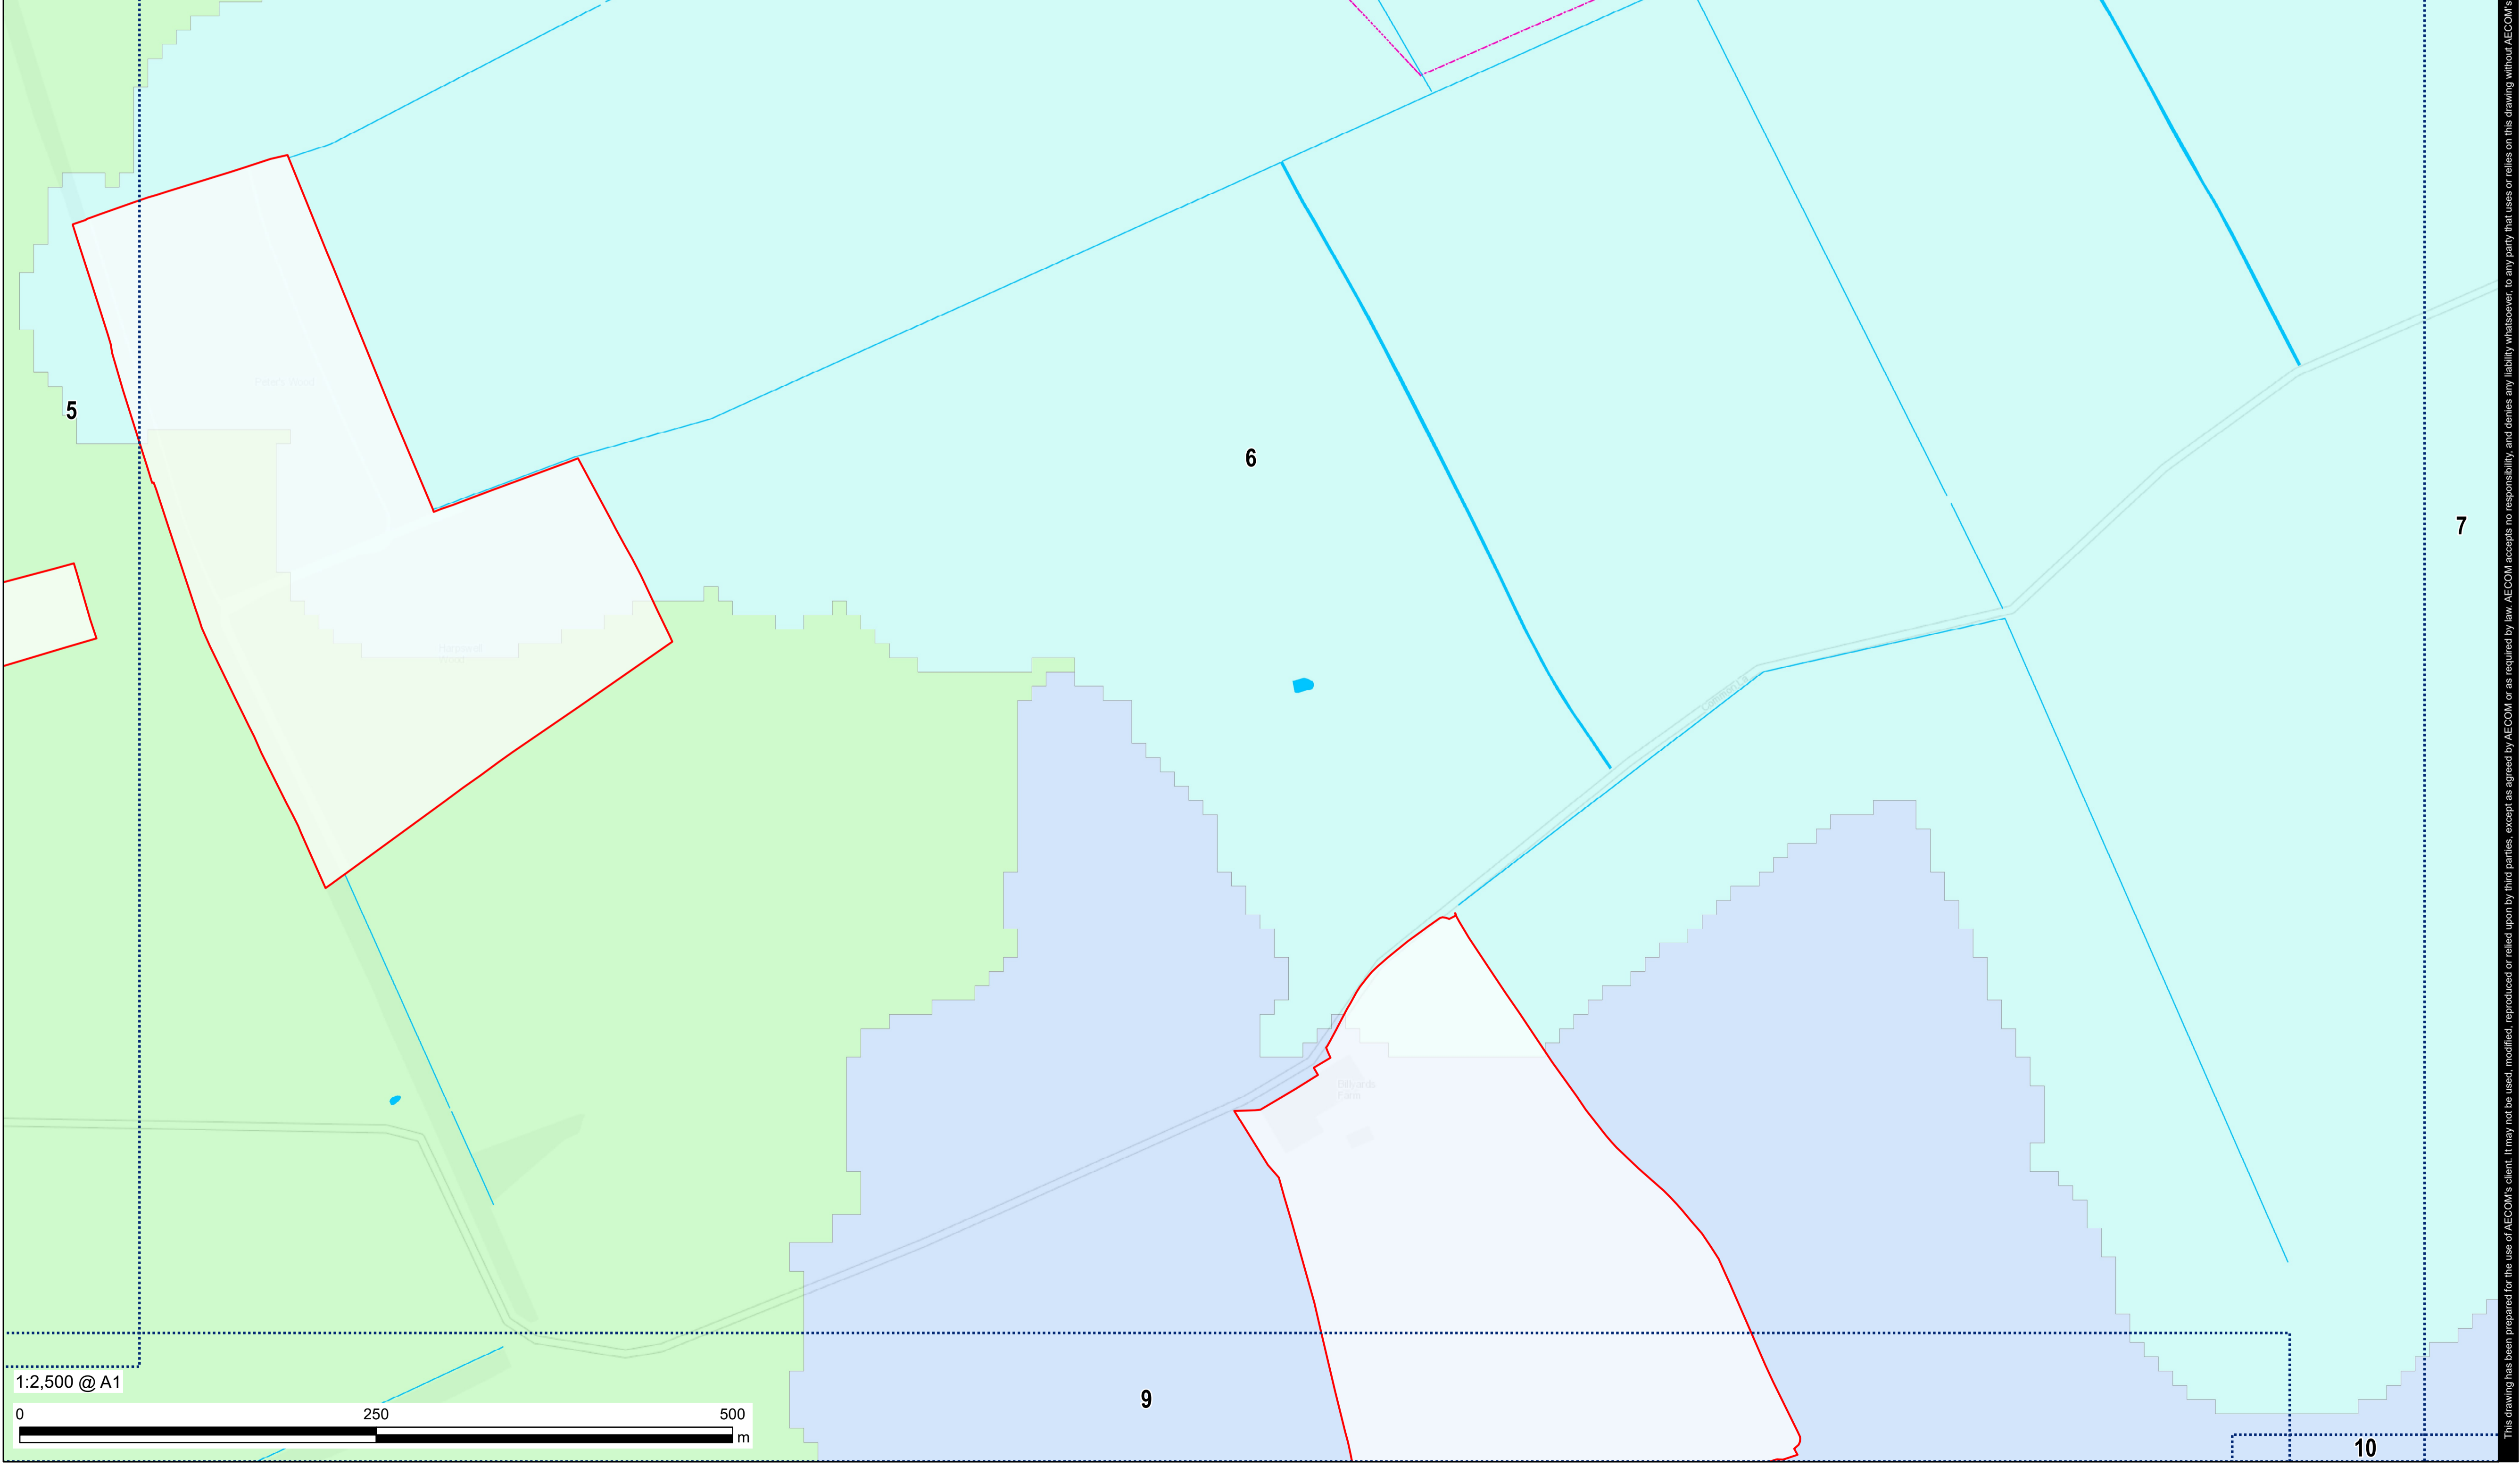 5
6
7
Billyards
Farm
1:2,500 @ A1
0 250 500
m
9
10
This drawing has been prepared for the use of AECOM's client. It may not be used, modified, reproduced or relied upon by third parties, except as agreed by AECOM or as required by law. AECOM accepts no responsibility, and denies any liability whatsoever, to any party that uses or relies on this drawing without AECOM's